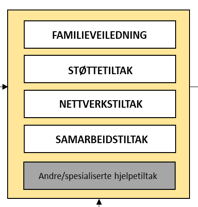 FAMILIEVEILEDNING
STØTTETILTAK
NETTVERKSTILTAK
SAMARBEIDSTILTAK
Andre/spesialiserte hjelpetiltak